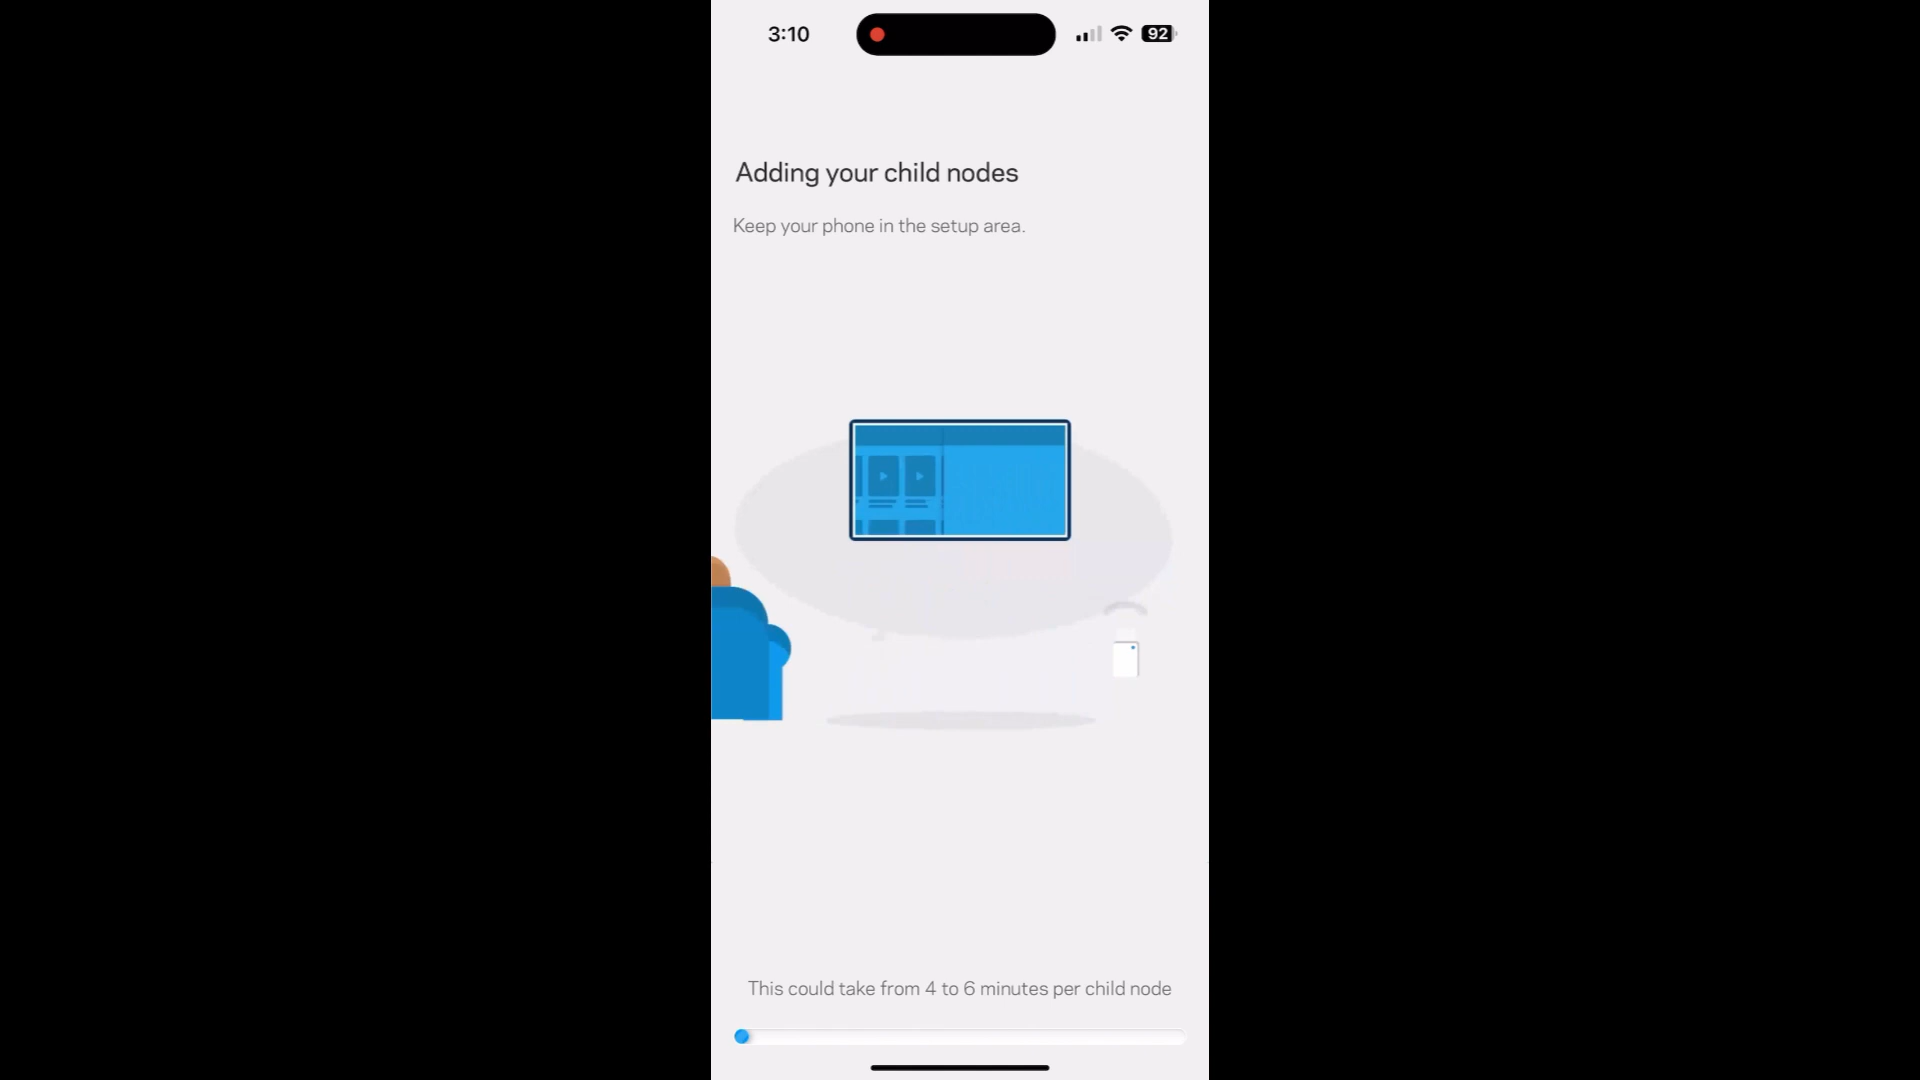 3:10
92
Adding your child nodes
Keep your phone in the setup area.
This could take from 4 to 6 minutes per child node